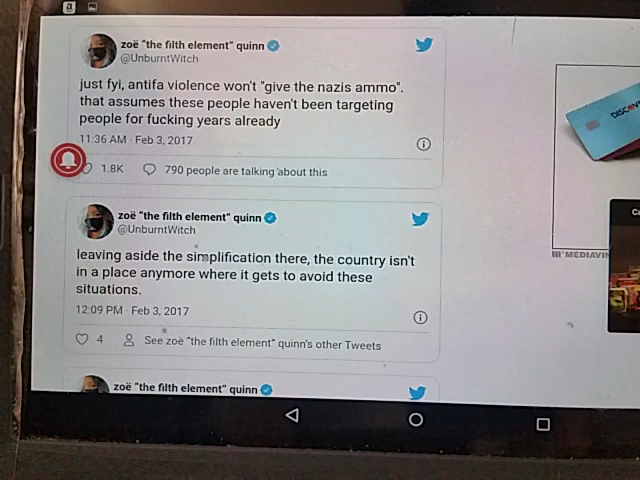 zoë "the filth element" quinn
@UnburntWitch
just fyi, antifa violence won't "give the nazis ammo".
that assumes these people haven't been targeting
people for fucking years already
11:36 AM · Feb 3, 2017
1.8K 790 people are talking about this
DISCOVER
zoë "the filth element" quinn
@UnburntWitch
leaving aside the simplification there, the country isn't
in a place anymore where it gets to avoid these
situations.
12:09 PM · Feb 3, 2017
4 See zoë "the filth element" quinn's other Tweets
zoë "the filth element" quinn